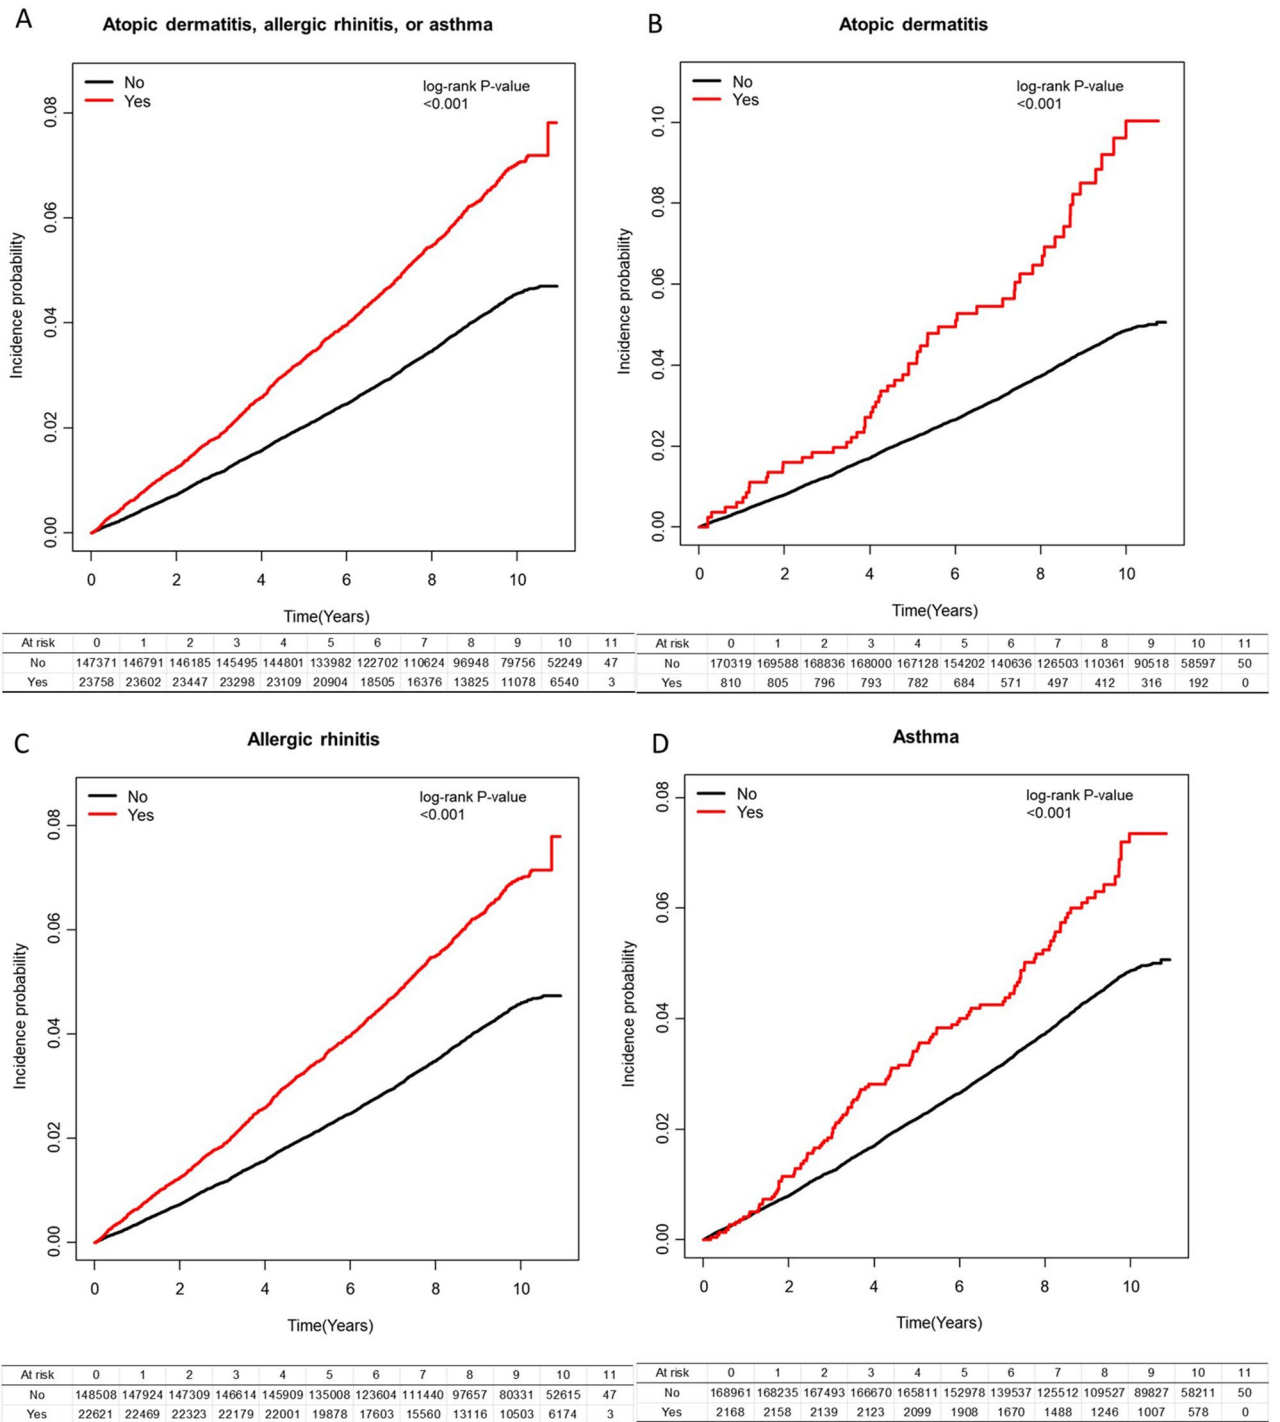 A
Atopic dermatitis, allergic rhinitis, or asthma
No
Yes
log-rank P-value
<0.001
Incidence probability
0.00 0.02 0.04 0.06 0.08
0 2 4 6 8 10
Time(Years)
At risk 0 1 2 3 4 5 6 7 8 9 10 11
No 147371 146791 146185 145495 144801 133982 122702 110624 96948 79756 52249 47
Yes 23758 23602 23447 23298 23109 20904 18505 16376 13825 11078 6540 3
B
Atopic dermatitis
No
Yes
log-rank P-value
<0.001
Incidence probability
0.00 0.02 0.04 0.06 0.08 0.10
0 2 4 6 8 10
Time(Years)
At risk 0 1 2 3 4 5 6 7 8 9 10 11
No 170319 169588 168836 168000 167128 154202 140636 126503 110361 90518 58597 50
Yes 810 805 796 793 782 684 571 497 412 316 192 0
C
Allergic rhinitis
No
Yes
log-rank P-value
<0.001
Incidence probability
0.00 0.02 0.04 0.06 0.08
0 2 4 6 8 10
Time(Years)
At risk 0 1 2 3 4 5 6 7 8 9 10 11
No 148508 147924 147309 146614 145909 135008 123604 111440 97657 80331 52615 47
Yes 22621 22469 22323 22179 22001 19878 17603 15560 13116 10503 6174 3
D
Asthma
No
Yes
log-rank P-value
<0.001
Incidence probability
0.00 0.02 0.04 0.06 0.08
0 2 4 6 8 10
Time(Years)
At risk 0 1 2 3 4 5 6 7 8 9 10 11
No 168961 168235 167493 166670 165811 152978 139537 125512 109527 89827 58211 50
Yes 2168 2158 2139 2123 2099 1908 1670 1488 1246 1007 578 0